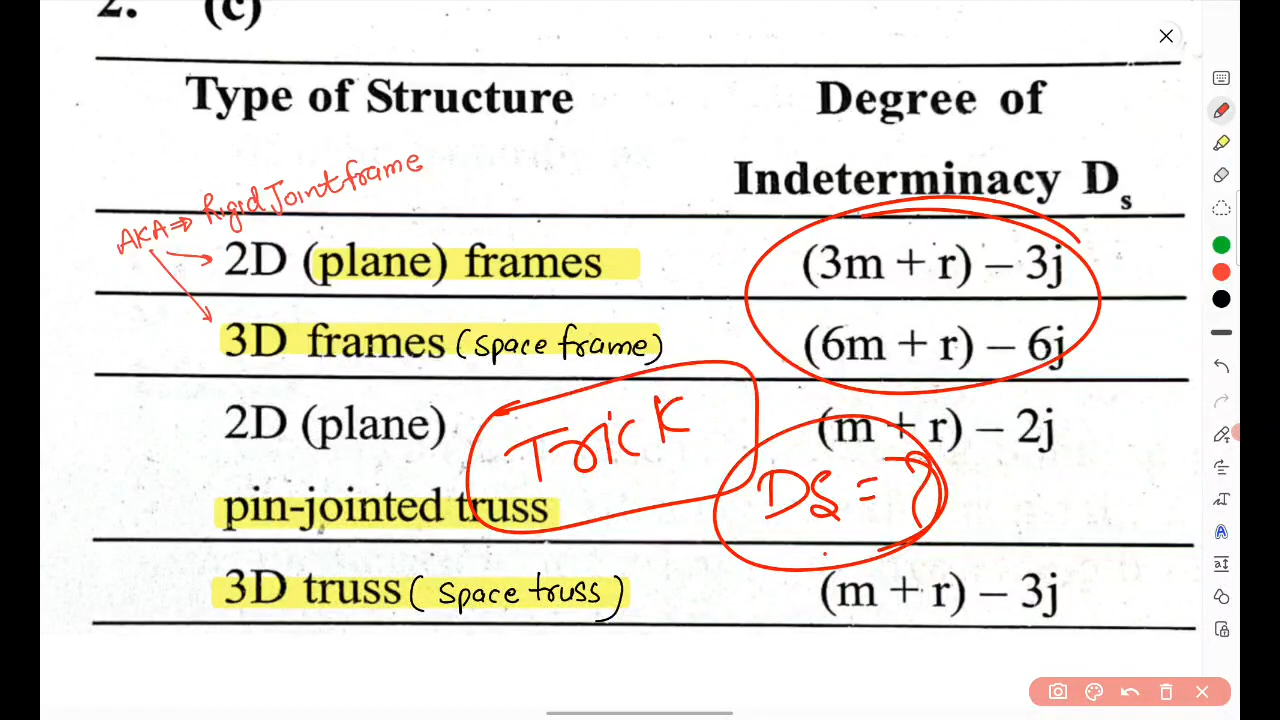 2. (c)
Type of Structure Degree of
Indeterminacy Ds
AKA⇒ Rigid Joint frame
2D (plane) frames (3m + r) – 3j
3D frames (space frame) (6m + r) – 6j
2D (plane) (m + r) – 2j
Trick
pin-jointed truss
DS = ?
3D truss (space truss) (m + r) – 3j